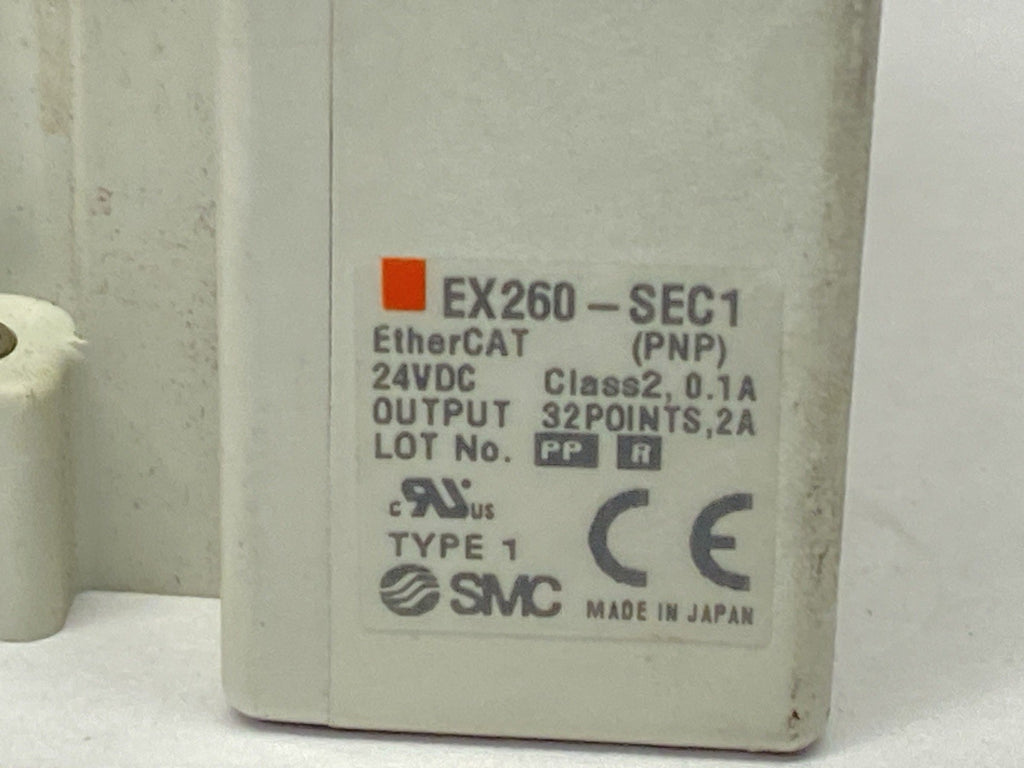 EX260-SEC1
EtherCAT (PNP)
24VDC Class2, 0.1A
OUTPUT 32POINTS,2A
LOT No. PP R
c RU US
TYPE 1
CE
SMC
MADE IN JAPAN